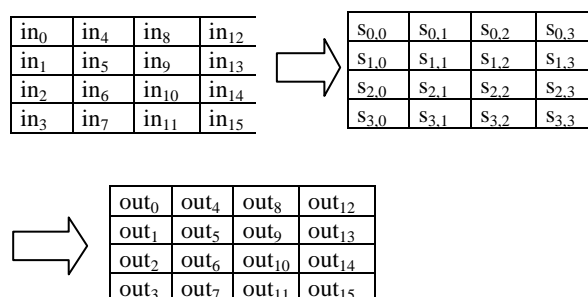 in₀ in₄ in₈ in₁₂
in₁ in₅ in₉ in₁₃
in₂ in₆ in₁₀ in₁₄
in₃ in₇ in₁₁ in₁₅
s₀,₀ s₀,₁ s₀,₂ s₀,₃
s₁,₀ s₁,₁ s₁,₂ s₁,₃
s₂,₀ s₂,₁ s₂,₂ s₂,₃
s₃,₀ s₃,₁ s₃,₂ s₃,₃
out₀ out₄ out₈ out₁₂
out₁ out₅ out₉ out₁₃
out₂ out₆ out₁₀ out₁₄
out₃ out₇ out₁₁ out₁₅